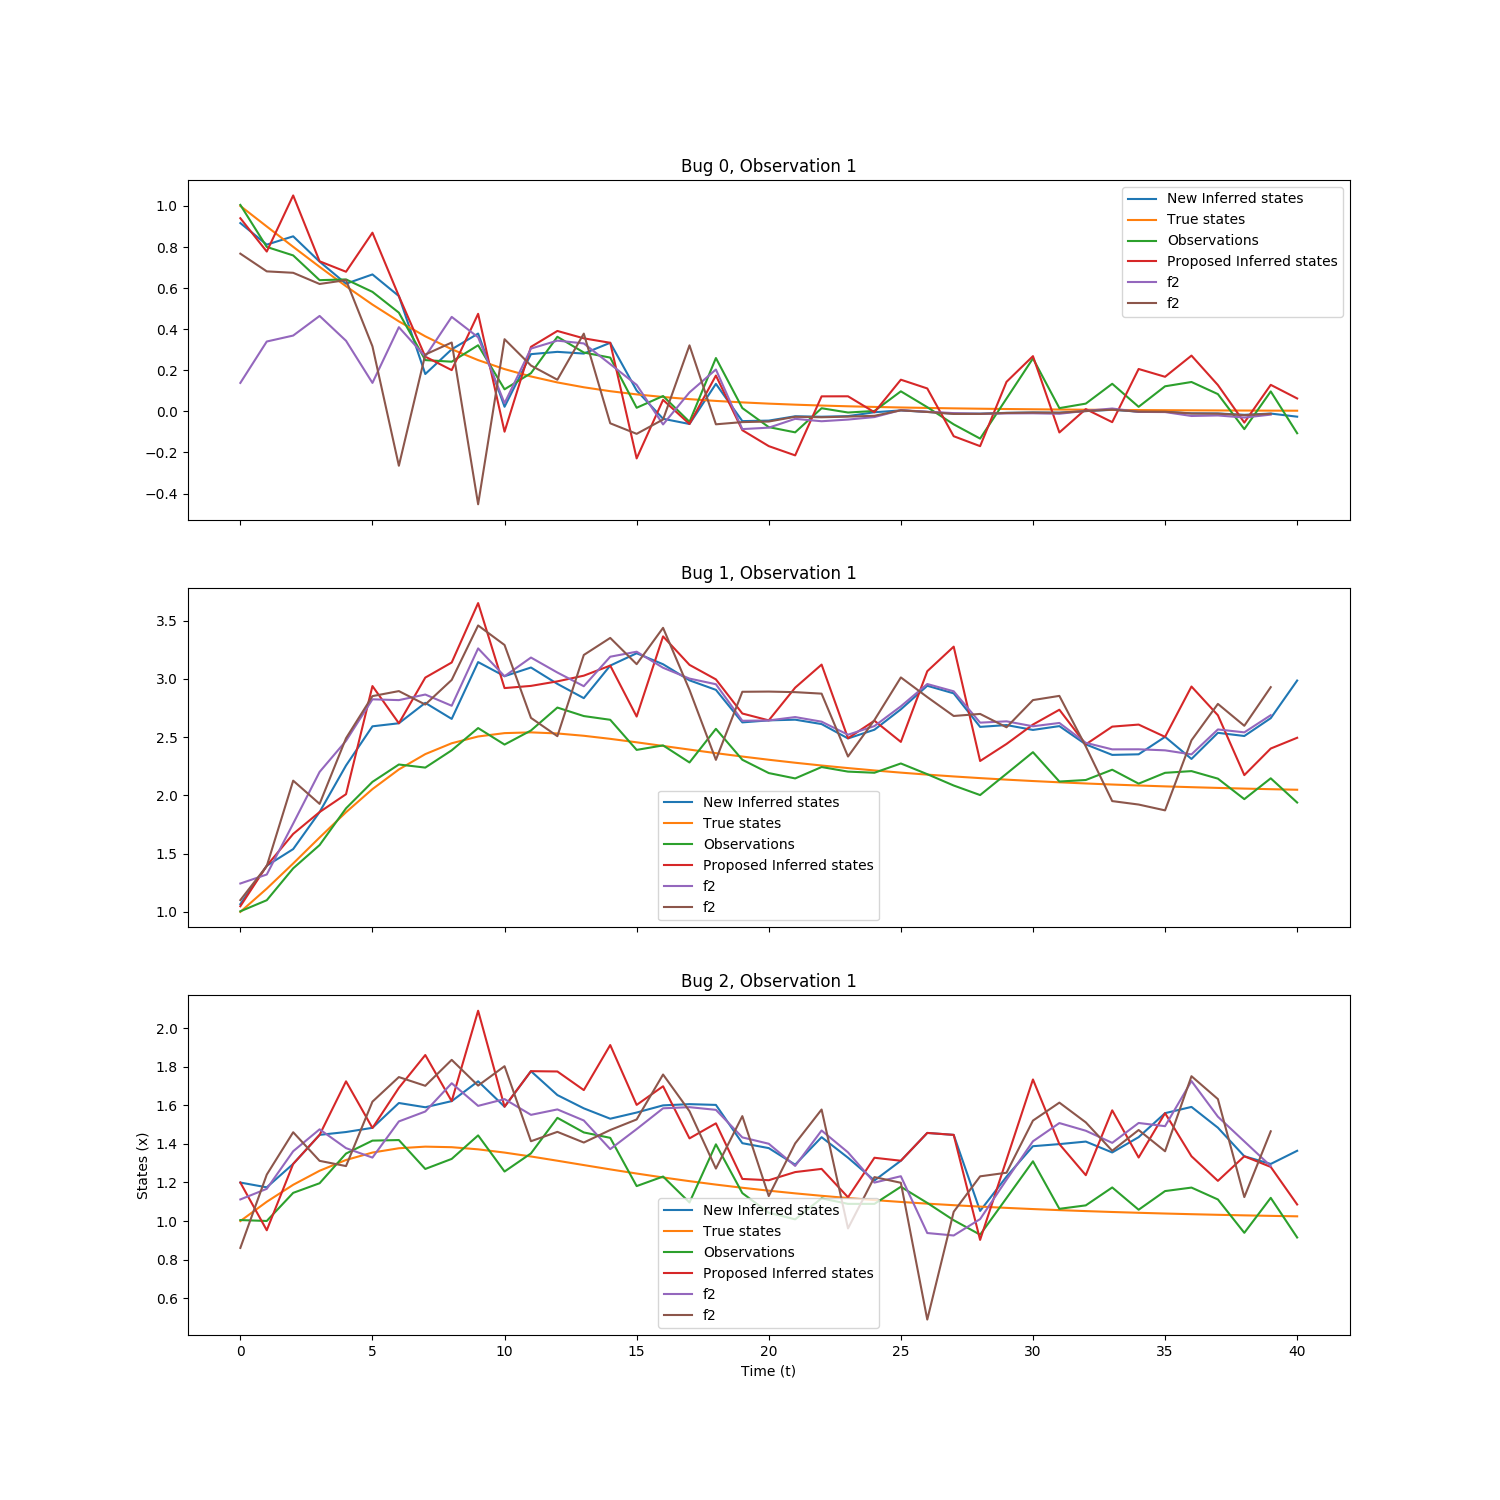 Bug 0, Observation 1
1.0
0.8
0.6
0.4
0.2
0.0
−0.2
−0.4
New Inferred states
True states
Observations
Proposed Inferred states
f2
f2
Bug 1, Observation 1
3.5
3.0
2.5
2.0
1.5
1.0
New Inferred states
True states
Observations
Proposed Inferred states
f2
f2
Bug 2, Observation 1
States (x)
2.0
1.8
1.6
1.4
1.2
1.0
0.8
0.6
New Inferred states
True states
Observations
Proposed Inferred states
f2
f2
0 5 10 15 20 25 30 35 40
Time (t)